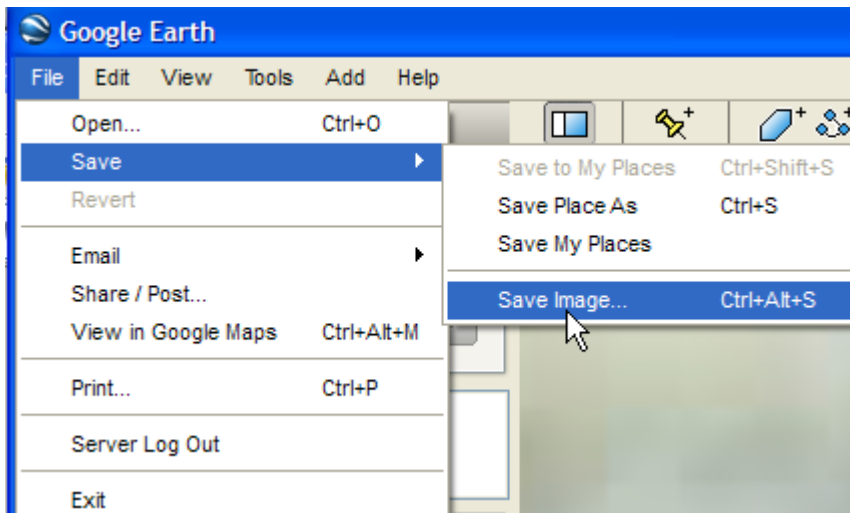 Google Earth
File Edit View Tools Add Help
Open... Ctrl+O
Save
Revert
Email
Share / Post...
View in Google Maps Ctrl+Alt+M
Print... Ctrl+P
Server Log Out
Exit
Save to My Places Ctrl+Shift+S
Save Place As Ctrl+S
Save My Places
Save Image... Ctrl+Alt+S